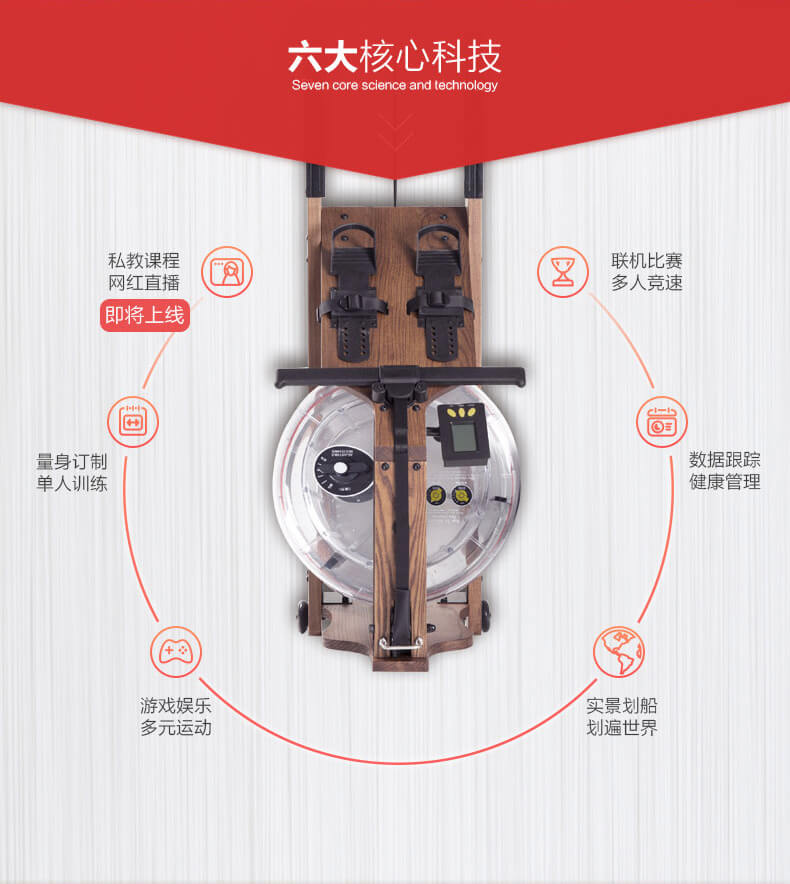 六大核心科技
Seven core science and technology
私教课程
网红直播
即将上线
联机比赛
多人竞速
量身订制
单人训练
数据跟踪
健康管理
游戏娱乐
多元运动
实景划船
划遍世界